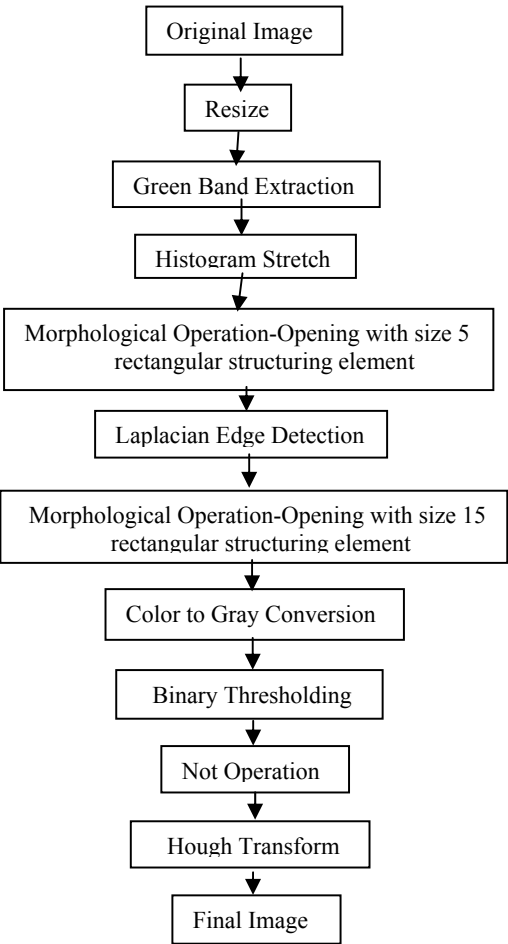 Original Image
Resize
Green Band Extraction
Histogram Stretch
Morphological Operation-Opening with size 5
rectangular structuring element
Laplacian Edge Detection
Morphological Operation-Opening with size 15
rectangular structuring element
Color to Gray Conversion
Binary Thresholding
Not Operation
Hough Transform
Final Image